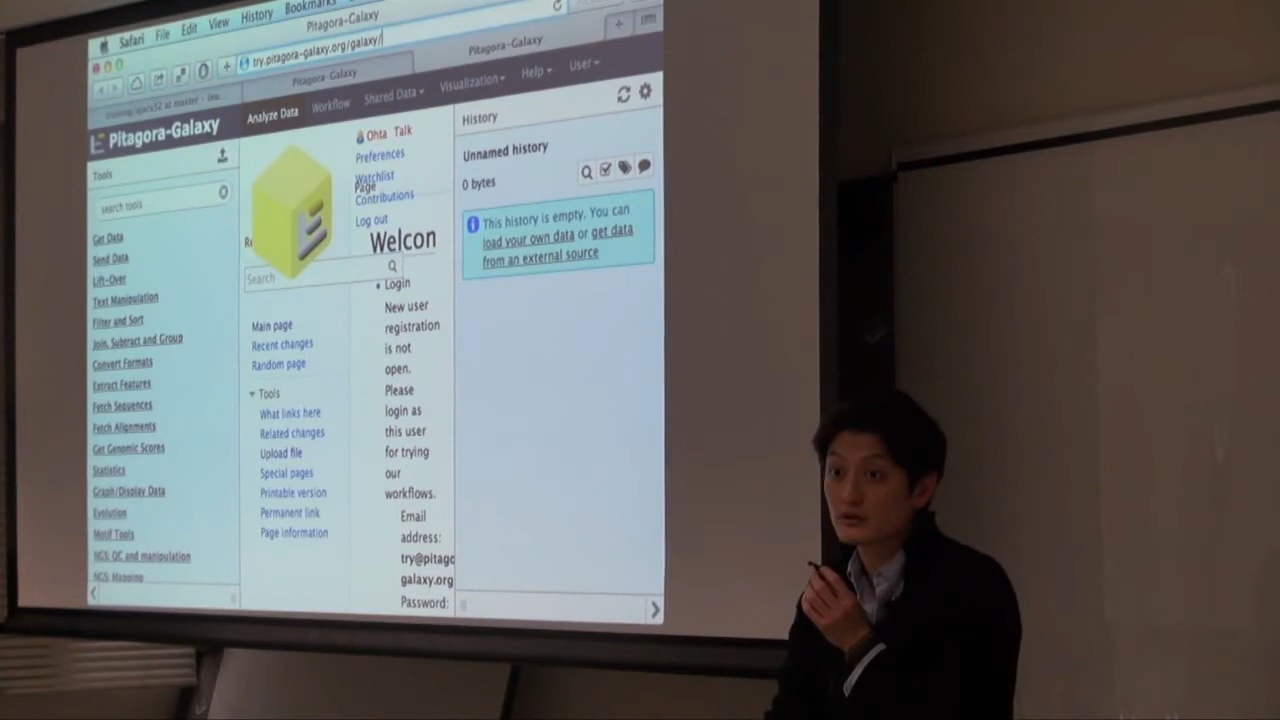 Safari File Edit View History Bookmarks
Pitagora-Galaxy
try.pitagora-galaxy.org/galaxy/
Pitagora-Galaxy
Pitagora-Galaxy
Pitagora-Galaxy
Analyze Data Workflow Shared Data Visualization Help User
Tools
search tools
Get Data
Send Data
Lift-Over
Text Manipulation
Filter and Sort
Join, Subtract and Group
Convert Formats
Extract Features
Fetch Sequences
Fetch Alignments
Get Genomic Scores
Statistics
Graph/Display Data
Evolution
Motif Tools
NGS: QC and manipulation
NGS: Mapping
Ohta Talk
Preferences
Watchlist
Page
Contributions
Log out
Welcon
Search
Main page
Recent changes
Random page
Tools
What links here
Related changes
Upload file
Special pages
Printable version
Permanent link
Page information
• Login
New user
registration
is not
open.
Please
login as
this user
for trying
our
workflows.
Email
address:
try@pitago
galaxy.org
Password:
History
Unnamed history
0 bytes
This history is empty. You can
load your own data or get data
from an external source